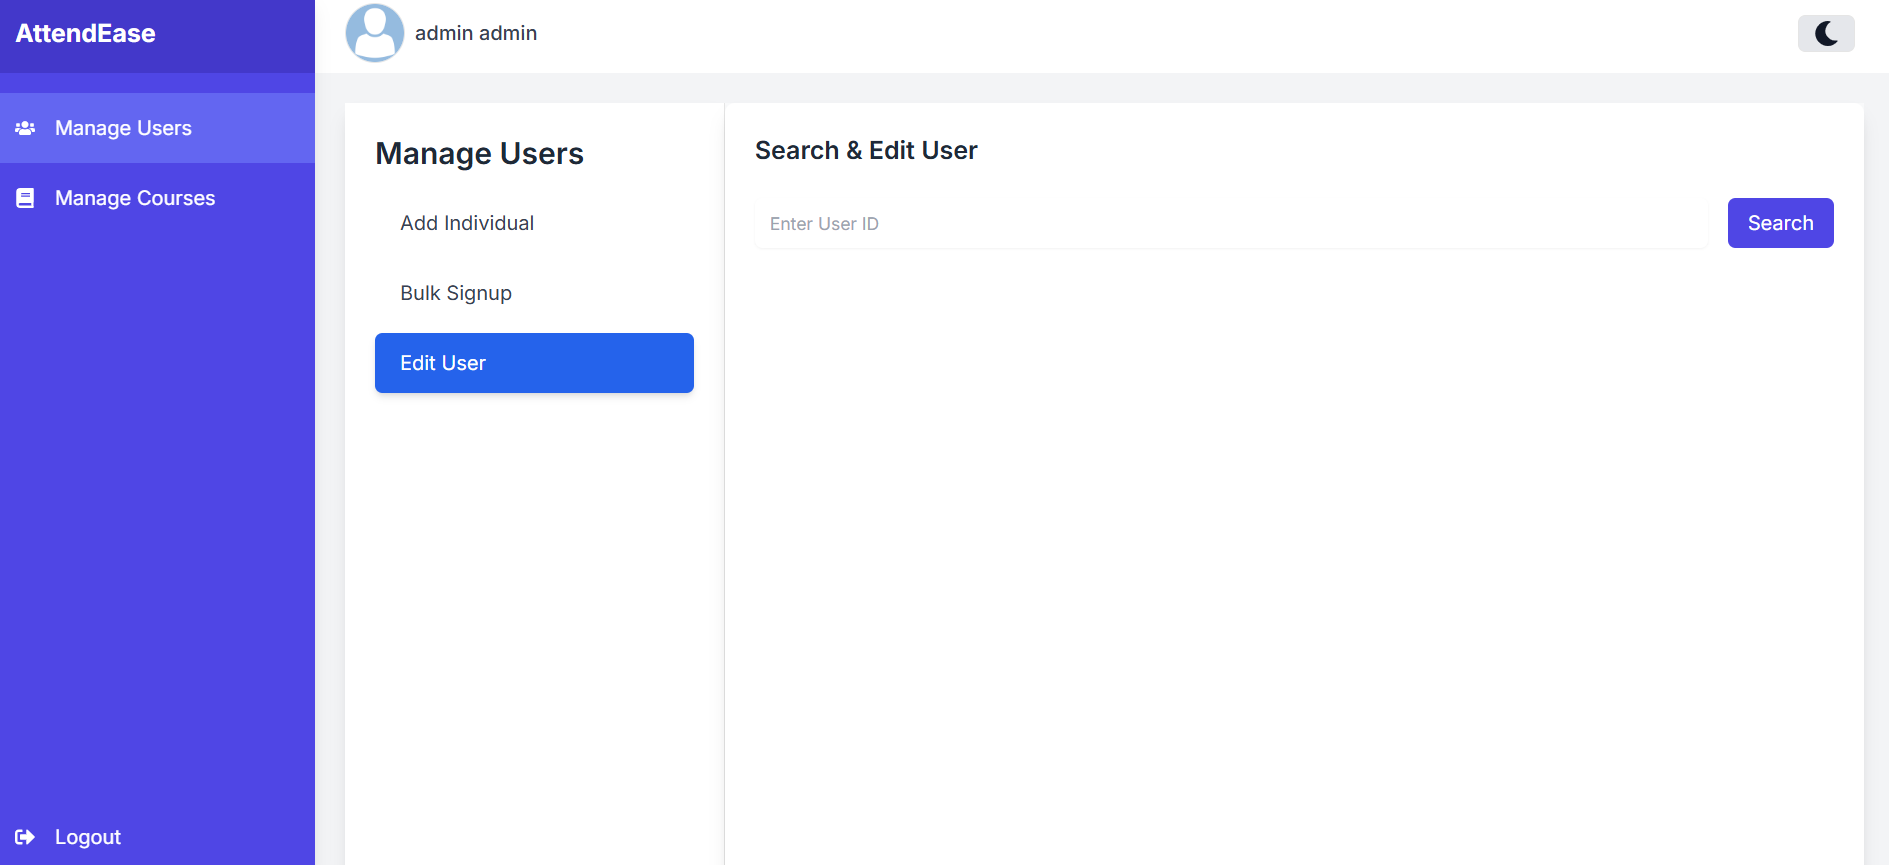 AttendEase
admin admin
Manage Users
Manage Courses
Logout
Manage Users
Add Individual
Bulk Signup
Edit User
Search & Edit User
Enter User ID
Search